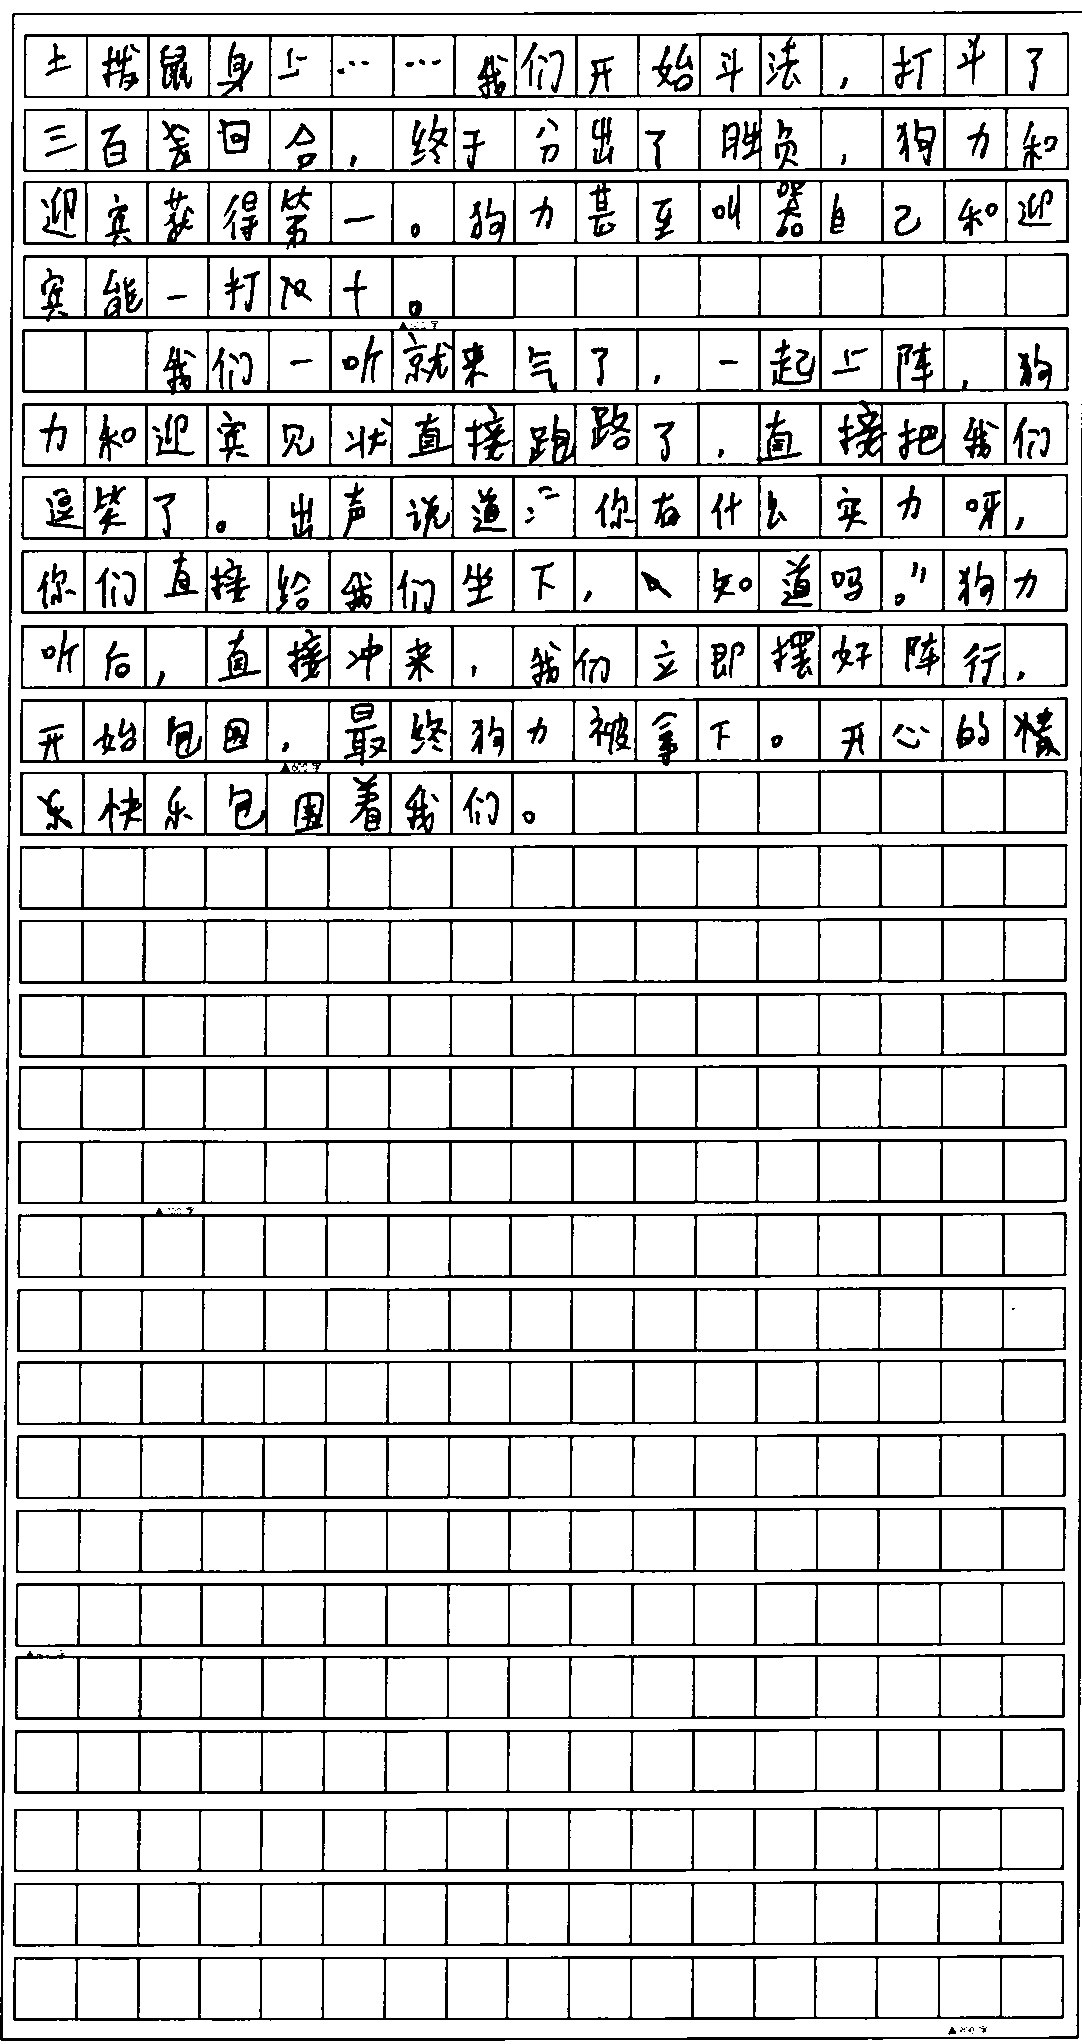 土拨鼠身上……我们开始斗法，打斗了
三百多回合，终于分出了胜负，狗力和
迎宾获得第一。狗力甚至叫嚣自己和迎
宾能一打双十。
我们一听就来气了，一起上阵，狗
力和迎宾见状直接跑路了，直接把我们
逗笑了。出声说道：“你有什么实力呀，
你们直接给我们坐下，知道吗。”狗力
听后，直接冲来，我们立即摆好阵行，
开始包围，最终狗力被拿下。开心的情
乐快乐包围着我们。